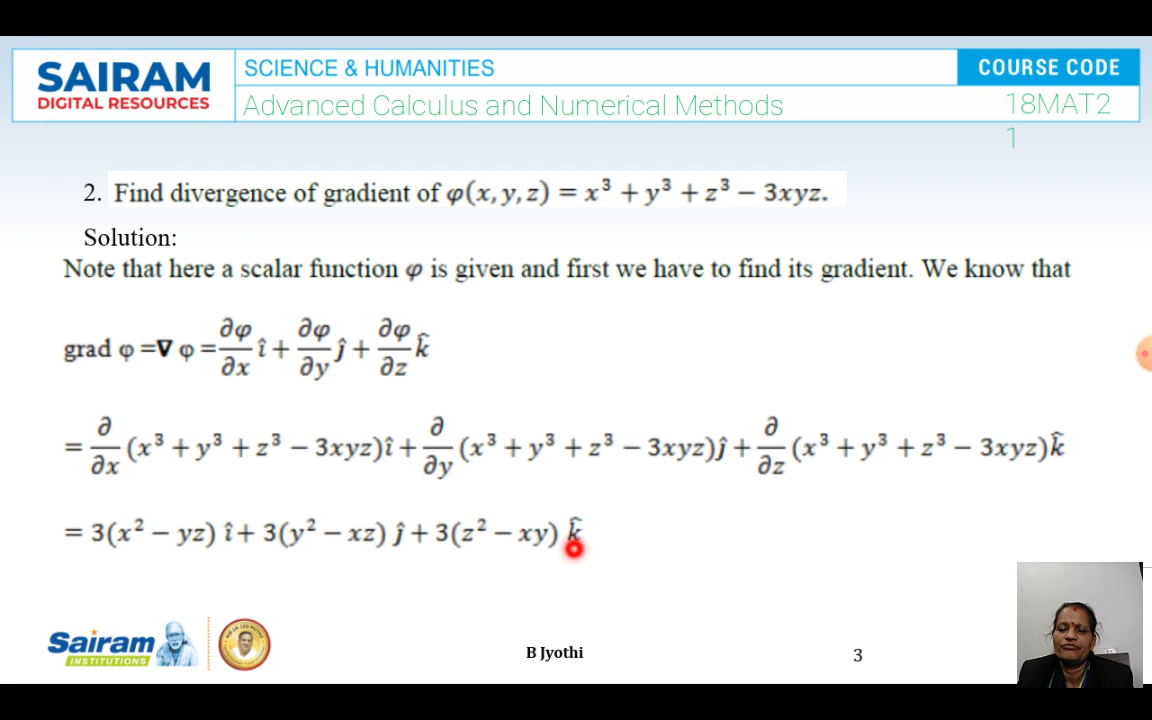 SAIRAM
DIGITAL RESOURCES
SCIENCE & HUMANITIES
COURSE CODE
Advanced Calculus and Numerical Methods
18MAT2
1
2. Find divergence of gradient of φ(x, y, z) = x³ + y³ + z³ − 3xyz.
Solution:
Note that here a scalar function φ is given and first we have to find its gradient. We know that
grad φ =∇ φ = ∂φ/∂x î + ∂φ/∂y ĵ + ∂φ/∂z k̂
= ∂/∂x (x³ + y³ + z³ − 3xyz)î + ∂/∂y (x³ + y³ + z³ − 3xyz)ĵ + ∂/∂z (x³ + y³ + z³ − 3xyz)k̂
= 3(x² − yz) î + 3(y² − xz) ĵ + 3(z² − xy) k̂
Sairam
INSTITUTIONS
B Jyothi
3